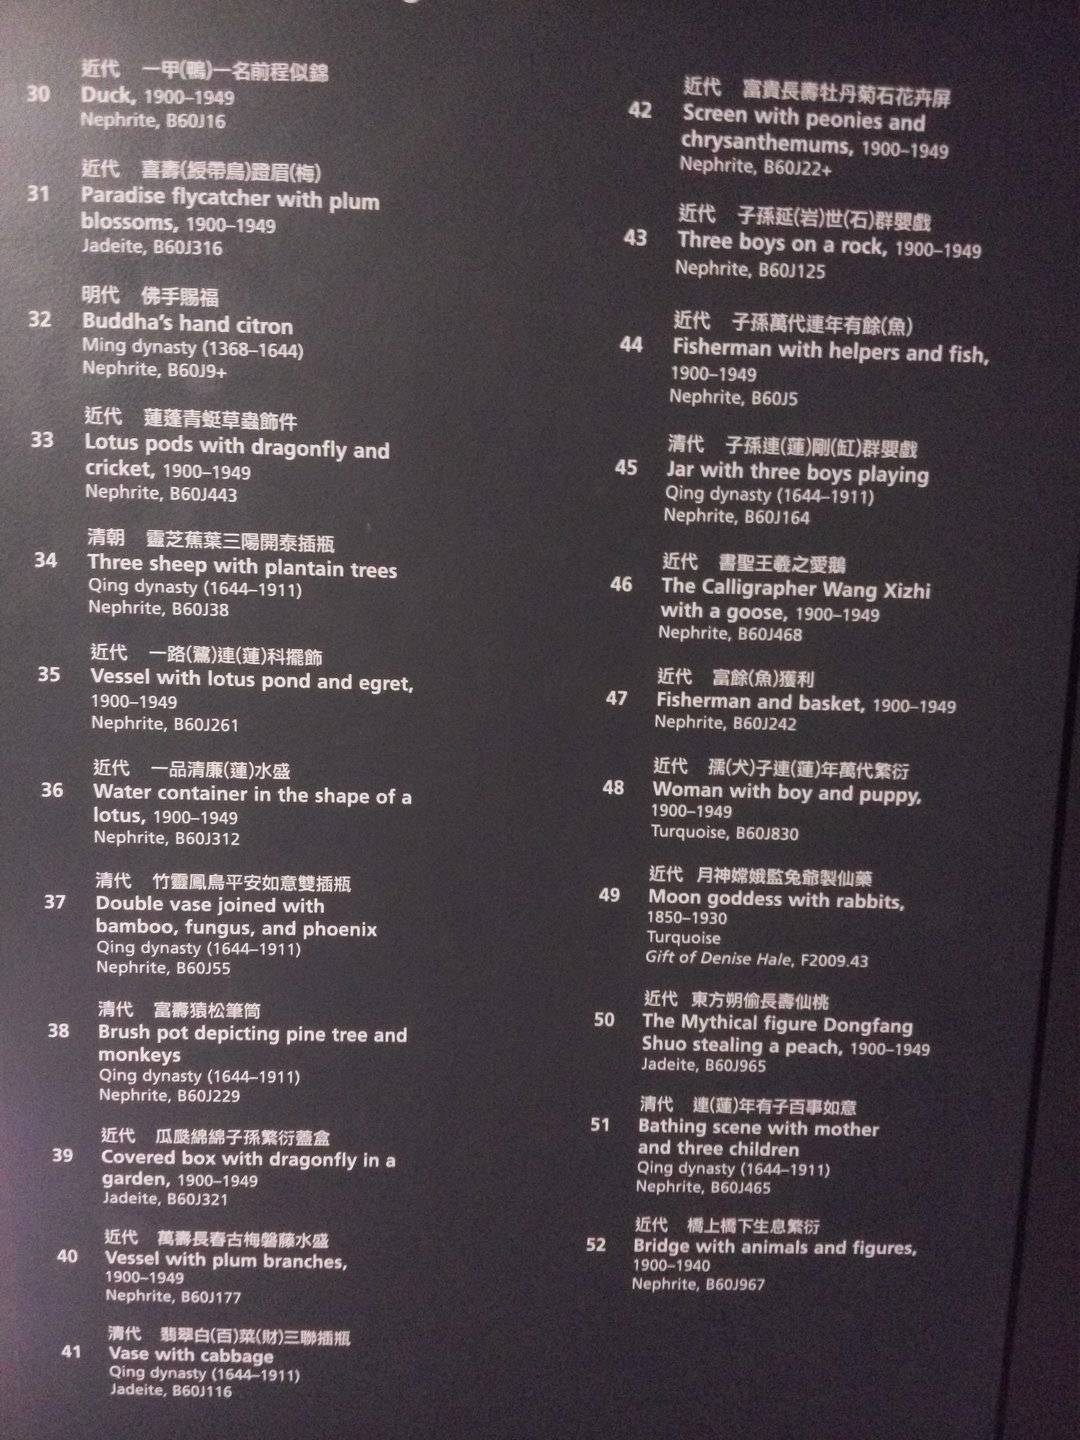 近代 一甲(鴨)一名前程似錦
30 Duck, 1900–1949
Nephrite, B60J16
近代 喜壽(綬帶鳥)躋眉(梅)
31 Paradise flycatcher with plum
blossoms, 1900–1949
Jadeite, B60J316
明代 佛手賜福
32 Buddha's hand citron
Ming dynasty (1368–1644)
Nephrite, B60J9+
近代 蓮蓬青蜓草蟲飾件
33 Lotus pods with dragonfly and
cricket, 1900–1949
Nephrite, B60J443
清朝 靈芝蕉葉三陽開泰插瓶
34 Three sheep with plantain trees
Qing dynasty (1644–1911)
Nephrite, B60J38
近代 一路(鷺)連(蓮)科擺飾
35 Vessel with lotus pond and egret,
1900–1949
Nephrite, B60J261
近代 一品清廉(蓮)水盛
36 Water container in the shape of a
lotus, 1900–1949
Nephrite, B60J312
清代 竹靈鳳鳥平安如意雙插瓶
37 Double vase joined with
bamboo, fungus, and phoenix
Qing dynasty (1644–1911)
Nephrite, B60J55
清代 富壽猿松筆筒
38 Brush pot depicting pine tree and
monkeys
Qing dynasty (1644–1911)
Nephrite, B60J229
近代 瓜瓞綿綿子孫繁衍蓋盒
39 Covered box with dragonfly in a
garden, 1900–1949
Jadeite, B60J321
近代 萬壽長春古梅磐藤水盛
40 Vessel with plum branches,
1900–1949
Nephrite, B60J177
清代 翡翠白(百)菜(財)三聯插瓶
41 Vase with cabbage
Qing dynasty (1644–1911)
Jadeite, B60J116
近代 富貴長壽牡丹菊石花卉屏
42 Screen with peonies and
chrysanthemums, 1900–1949
Nephrite, B60J22+
近代 子孫延(岩)世(石)群嬰戲
43 Three boys on a rock, 1900–1949
Nephrite, B60J125
近代 子孫萬代連年有餘(魚)
44 Fisherman with helpers and fish,
1900–1949
Nephrite, B60J5
清代 子孫連(蓮)剛(缸)群嬰戲
45 Jar with three boys playing
Qing dynasty (1644–1911)
Nephrite, B60J164
近代 書聖王羲之愛鵝
46 The Calligrapher Wang Xizhi
with a goose, 1900–1949
Nephrite, B60J468
近代 富餘(魚)獲利
47 Fisherman and basket, 1900–1949
Nephrite, B60J242
近代 孺(犬)子連(蓮)年萬代繁衍
48 Woman with boy and puppy,
1900–1949
Turquoise, B60J830
近代 月神嫦娥監兔爺製仙藥
49 Moon goddess with rabbits,
1850–1930
Turquoise
Gift of Denise Hale, F2009.43
近代 東方朔偷長壽仙桃
50 The Mythical figure Dongfang
Shuo stealing a peach, 1900–1949
Jadeite, B60J965
清代 連(蓮)年有子百事如意
51 Bathing scene with mother
and three children
Qing dynasty (1644–1911)
Nephrite, B60J465
近代 橋上橋下生息繁衍
52 Bridge with animals and figures,
1900–1940
Nephrite, B60J967